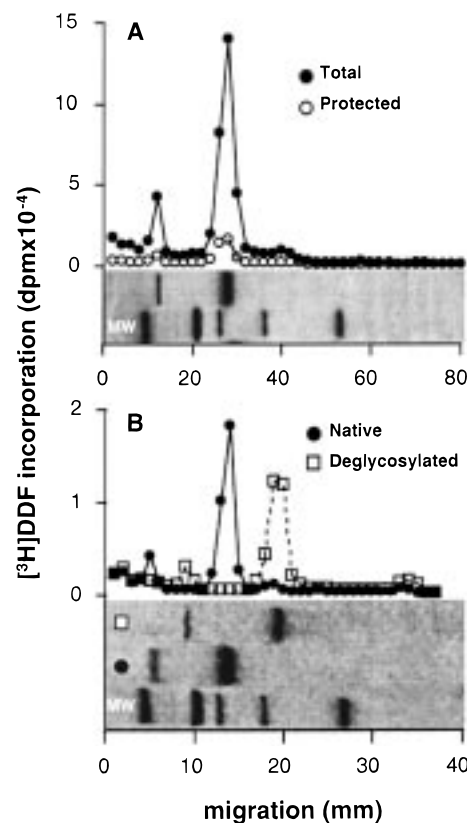 15
A
Total
Protected
10
5
0
MW
0 20 40 60 80
[³H]DDF incorporation (dpmx10⁻⁴)
2
B
Native
Deglycosylated
1
0
MW
0 10 20 30 40
migration (mm)